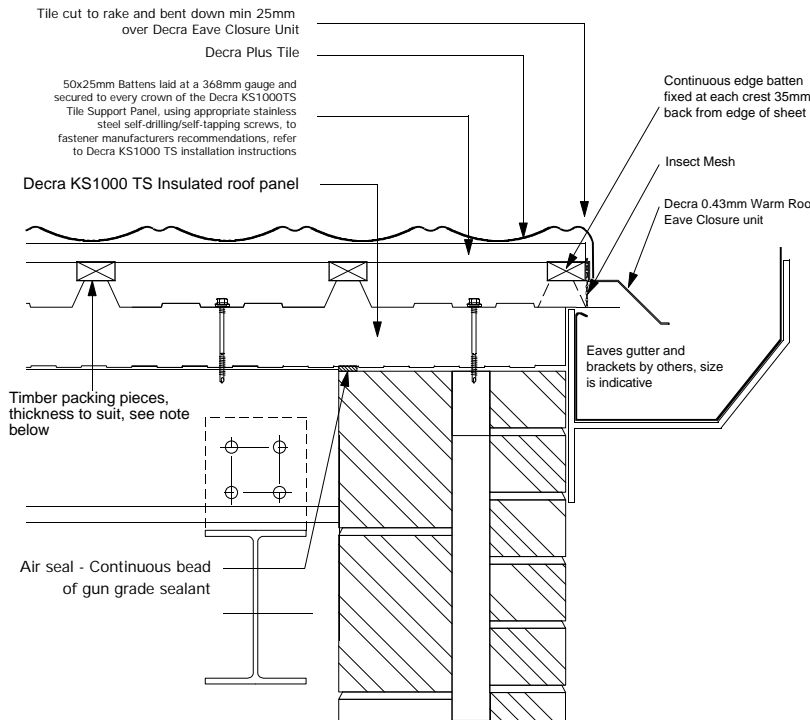 Tile cut to rake and bent down min 25mm
over Decra Eave Closure Unit
Decra Plus Tile
50x25mm Battens laid at a 368mm gauge and
secured to every crown of the Decra KS1000TS
Tile Support Panel, using appropriate stainless
steel self-drilling/self-tapping screws, to
fastener manufacturers recommendations, refer
to Decra KS1000 TS installation instructions
Decra KS1000 TS Insulated roof panel
Continuous edge batten
fixed at each crest 35mm
back from edge of sheet
Insect Mesh
Decra 0.43mm Warm Roo
Eave Closure unit
Eaves gutter and
brackets by others, size
is indicative
Timber packing pieces,
thickness to suit, see note
below
Air seal - Continuous bead
of gun grade sealant